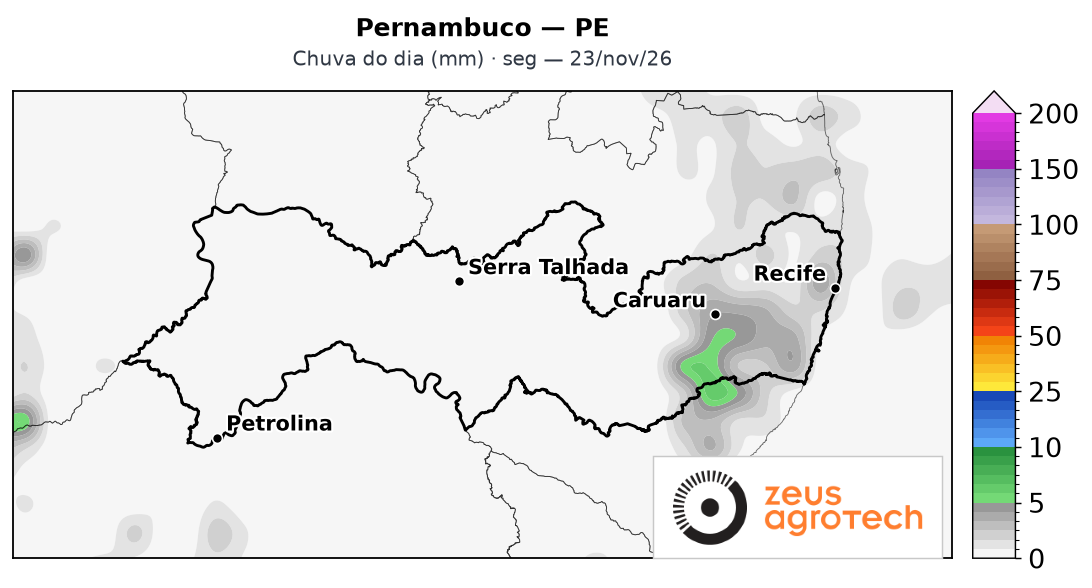 Pernambuco — PE
Chuva do dia (mm) · seg — 23/nov/26
200
150
100
75
50
25
10
5
0
Serra Talhada
Recife
Caruaru
Petrolina
zeus
agrotech